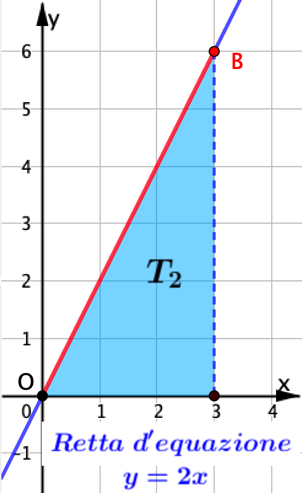 y
6
B
5
4
3
T₂
2
1
O
x
0 1 2 3 4
-1
Retta d'equazione
y = 2x